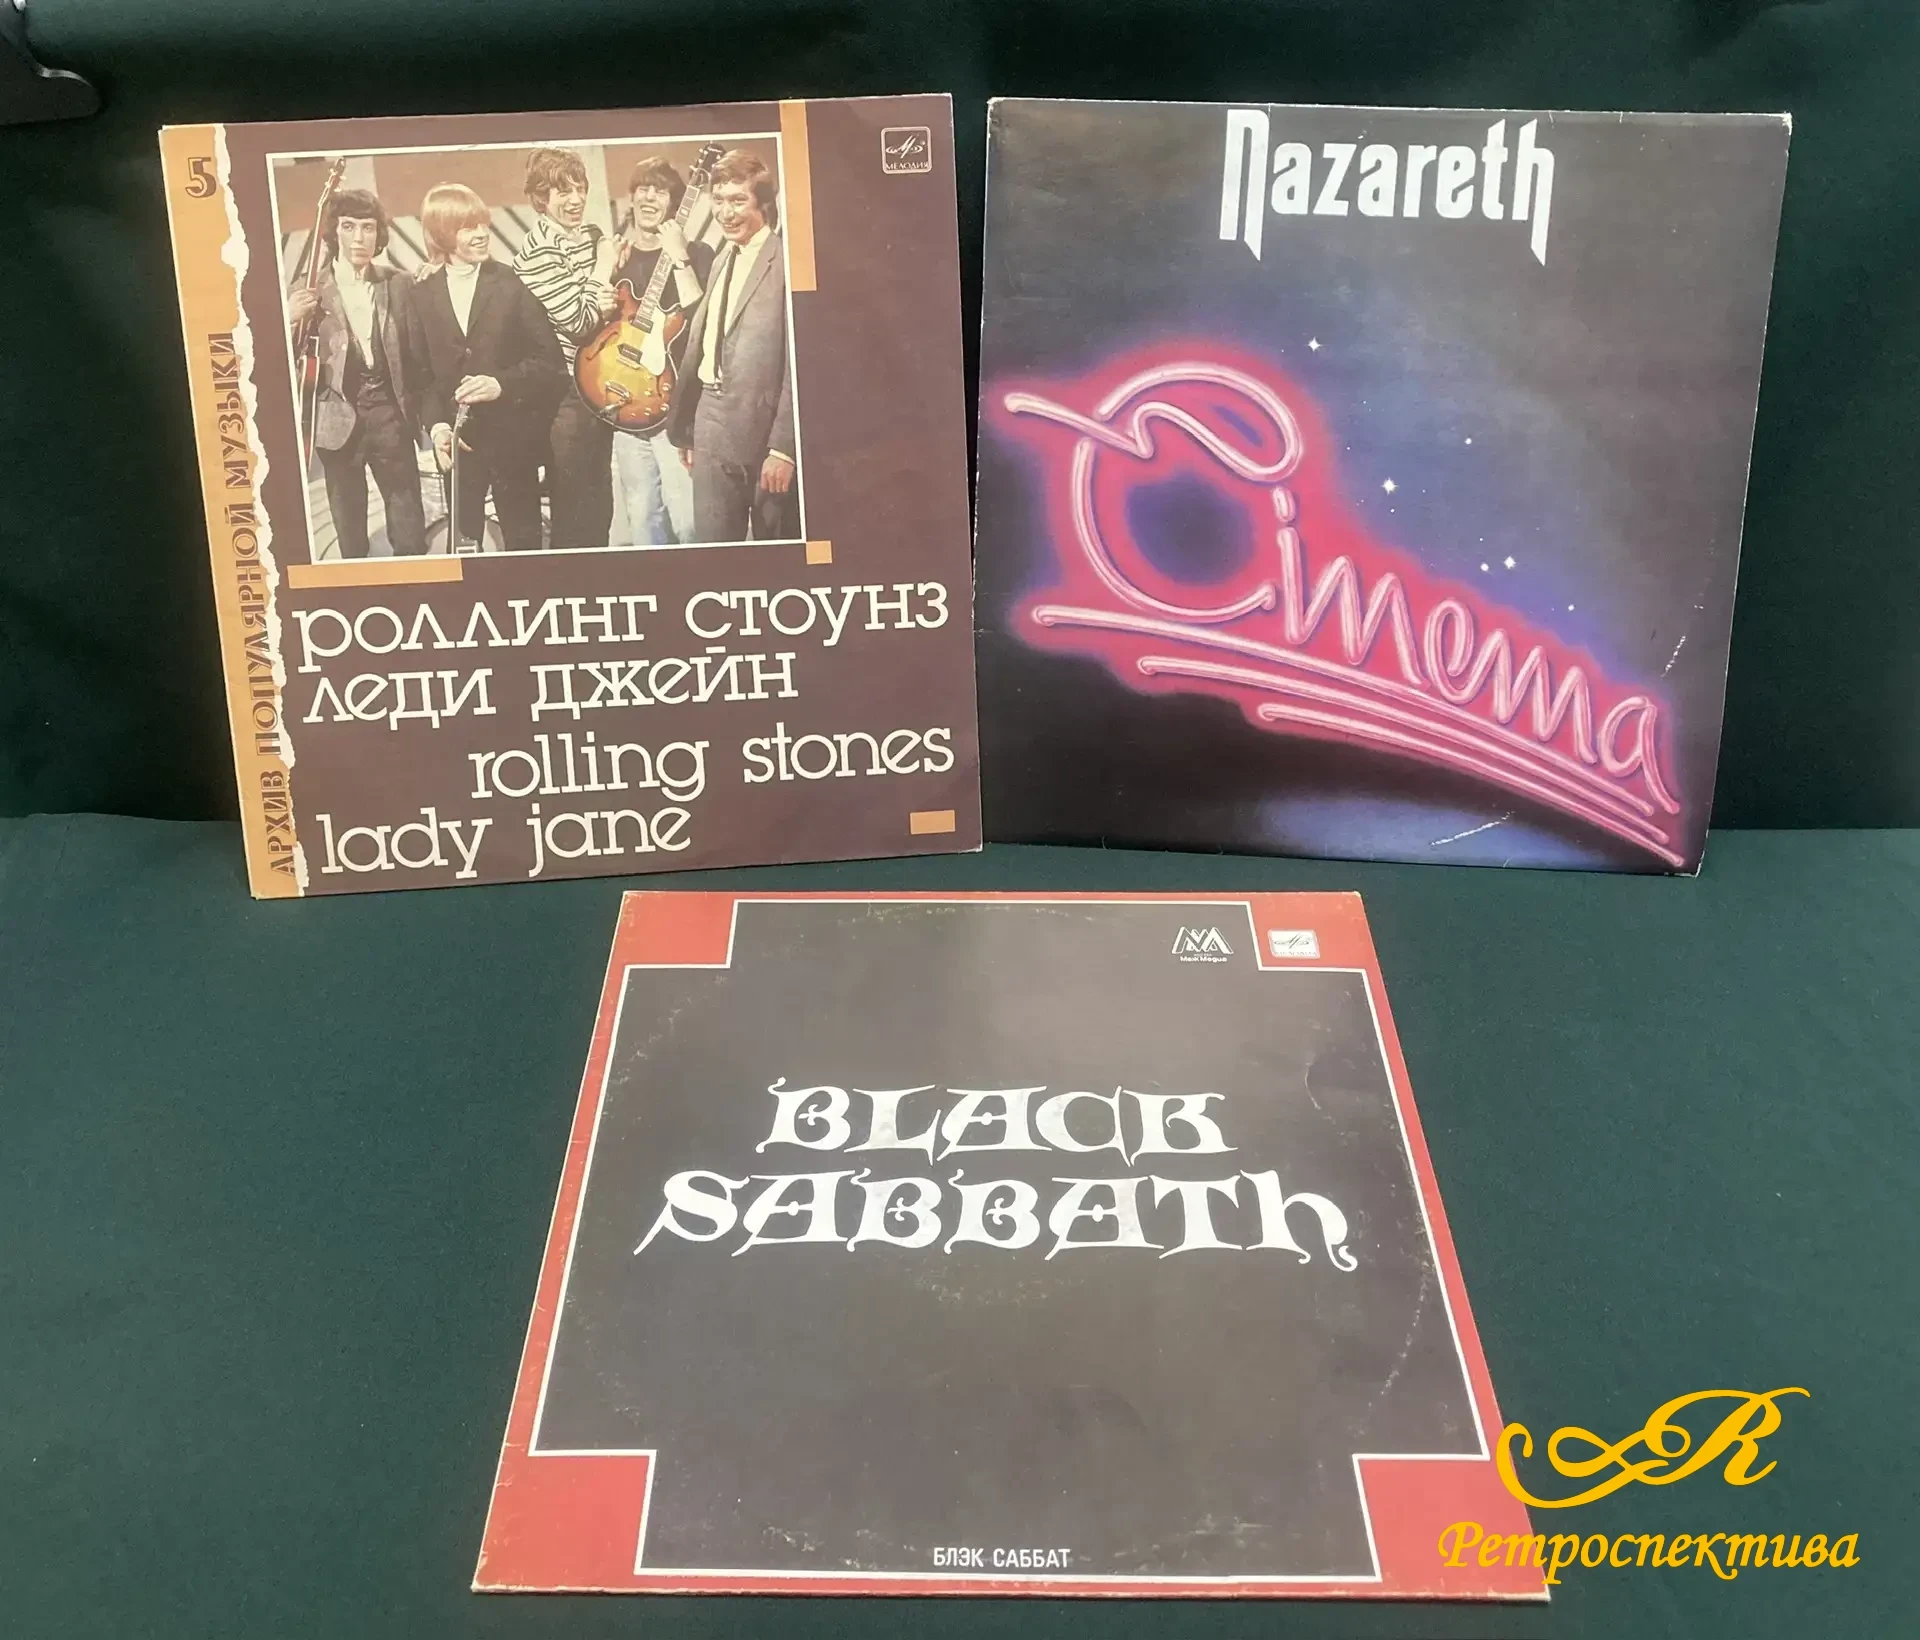 5
МЕЛОДИЯ
АРХИВ ПОПУЛЯРНОЙ МУЗЫКИ
роллинг стоунз
леди джейн
rolling stones
lady jane
Nazareth
Cinema
МежМедиа
BLACK
SABBATH
БЛЭК САББАТ
R
Ретроспектива